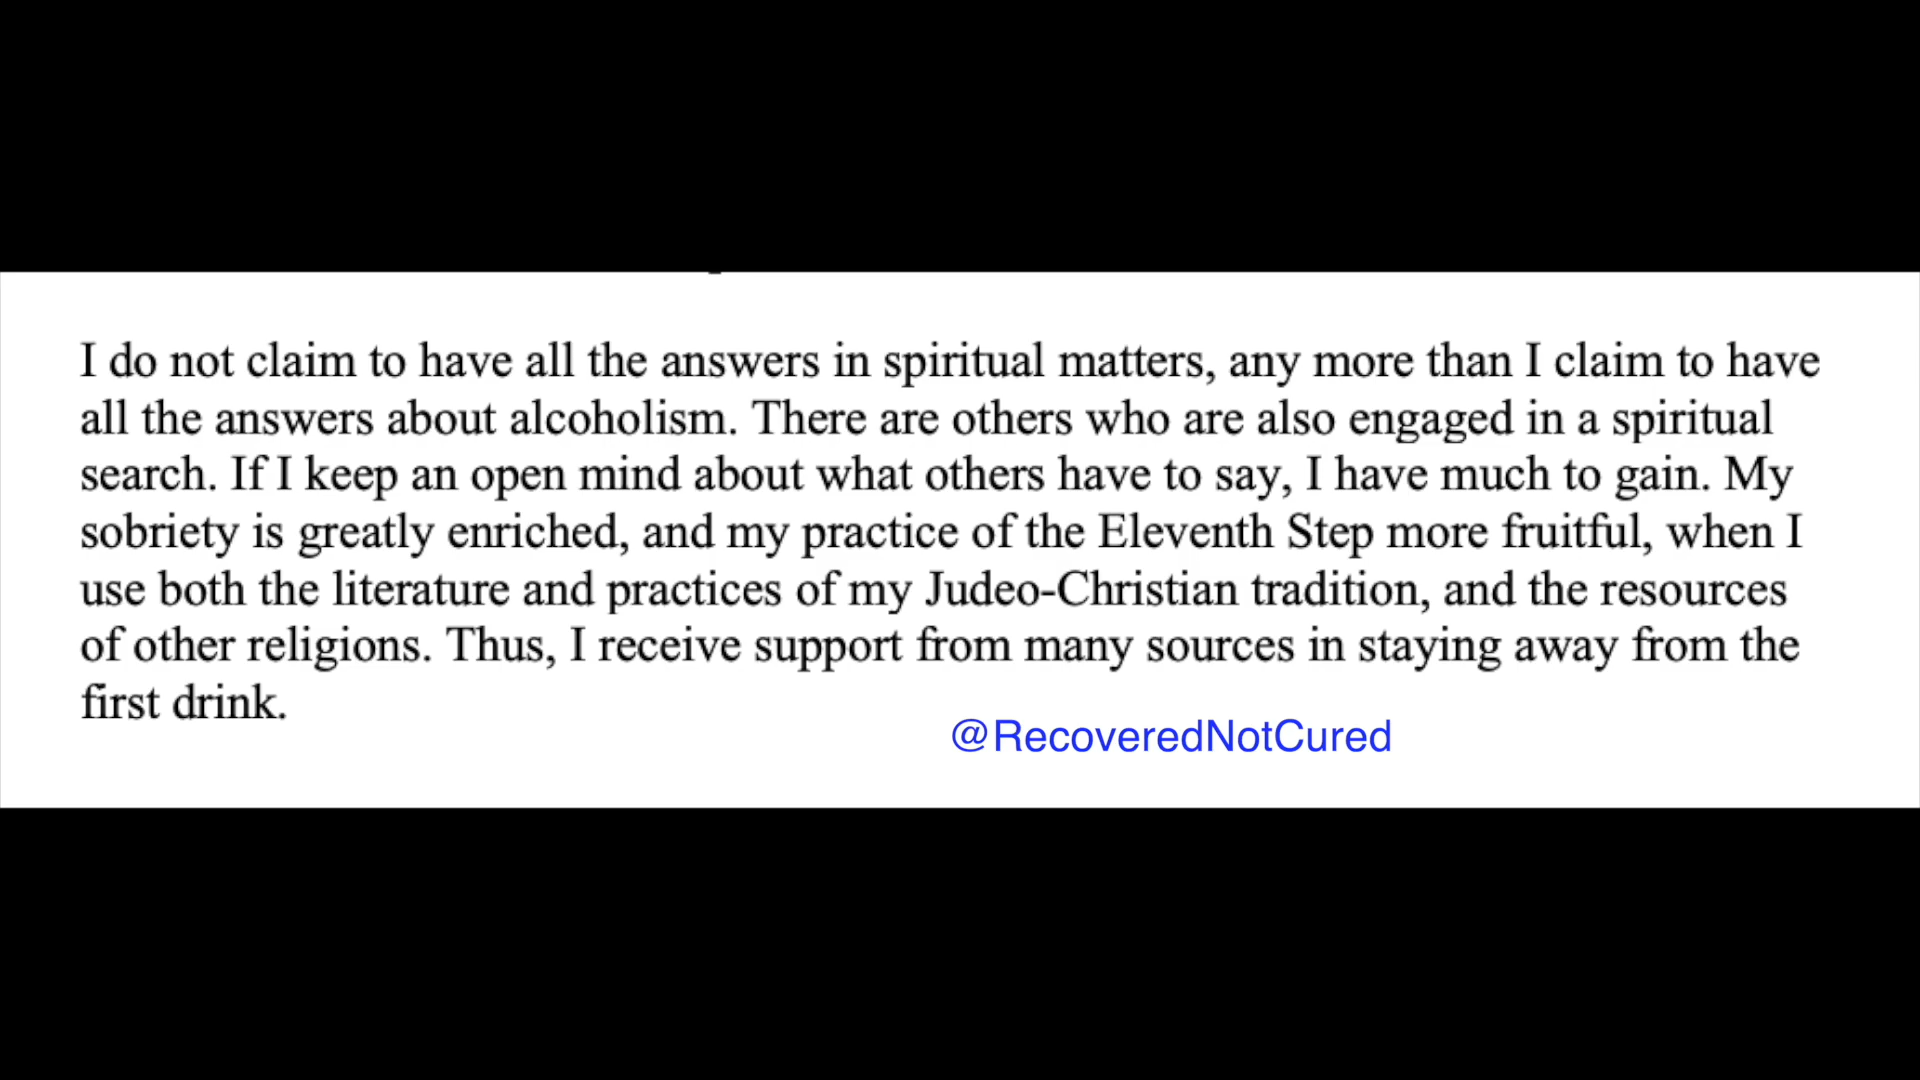 I do not claim to have all the answers in spiritual matters, any more than I claim to have
all the answers about alcoholism. There are others who are also engaged in a spiritual
search. If I keep an open mind about what others have to say, I have much to gain. My
sobriety is greatly enriched, and my practice of the Eleventh Step more fruitful, when I
use both the literature and practices of my Judeo-Christian tradition, and the resources
of other religions. Thus, I receive support from many sources in staying away from the
first drink.
@RecoveredNotCured